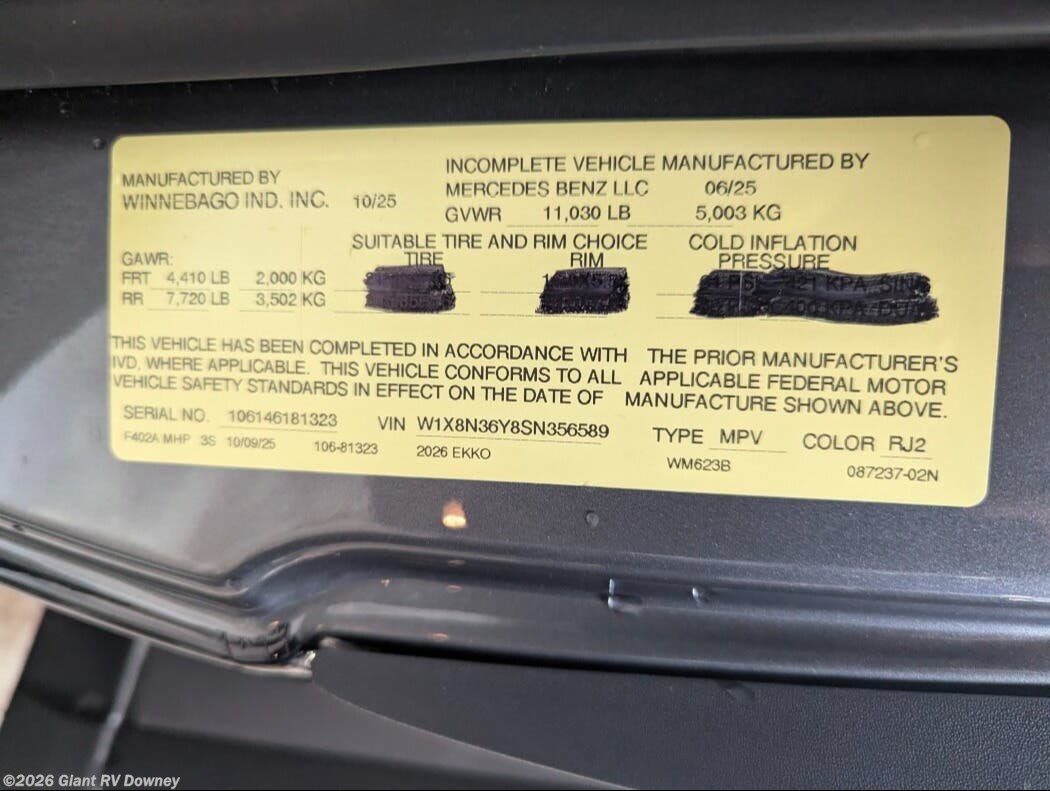 MANUFACTURED BY
WINNEBAGO IND. INC. 10/25
INCOMPLETE VEHICLE MANUFACTURED BY
MERCEDES BENZ LLC 06/25
GVWR 11,030 LB 5,003 KG
GAWR:
FRT 4,410 LB 2,000 KG
RR 7,720 LB 3,502 KG
SUITABLE TIRE AND RIM CHOICE
TIRE RIM
COLD INFLATION
PRESSURE
THIS VEHICLE HAS BEEN COMPLETED IN ACCORDANCE WITH THE PRIOR MANUFACTURER'S
IVD, WHERE APPLICABLE. THIS VEHICLE CONFORMS TO ALL APPLICABLE FEDERAL MOTOR
VEHICLE SAFETY STANDARDS IN EFFECT ON THE DATE OF MANUFACTURE SHOWN ABOVE.
SERIAL NO. 106146181323 VIN W1X8N36Y8SN356589 TYPE MPV COLOR RJ2
F402A MHP 3S 10/09/25 106-81323 2026 EKKO WM623B 087237-02N
©2026 Giant RV Downey